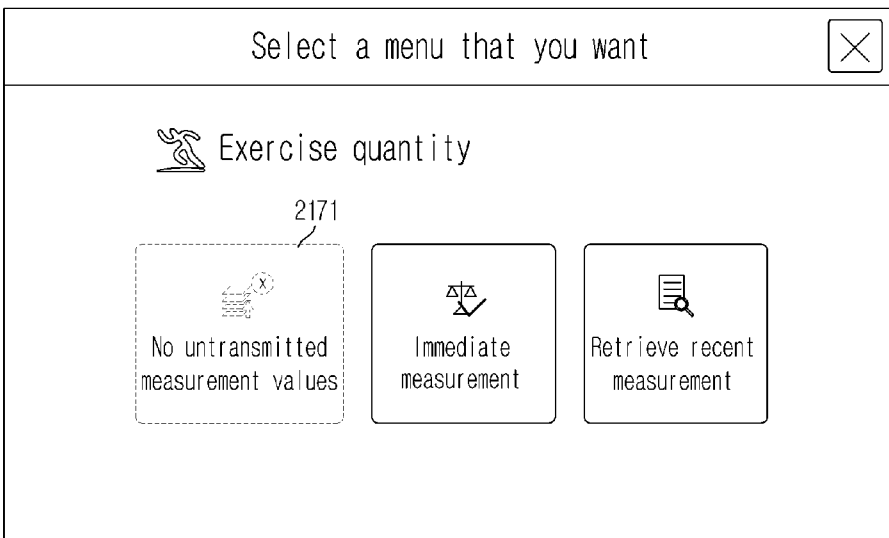 Select a menu that you want
Exercise quantity
2171
No untransmitted
measurement values
Immediate
measurement
Retrieve recent
measurement